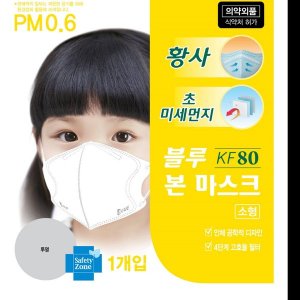 PM0.6
의약외품
식약처 허가
황사
초
미세먼지
블루 KF80
본 마스크
소형
• 인체 공학적 디자인
• 4단계 고효율 필터
투명
Safety
Zone
1개입